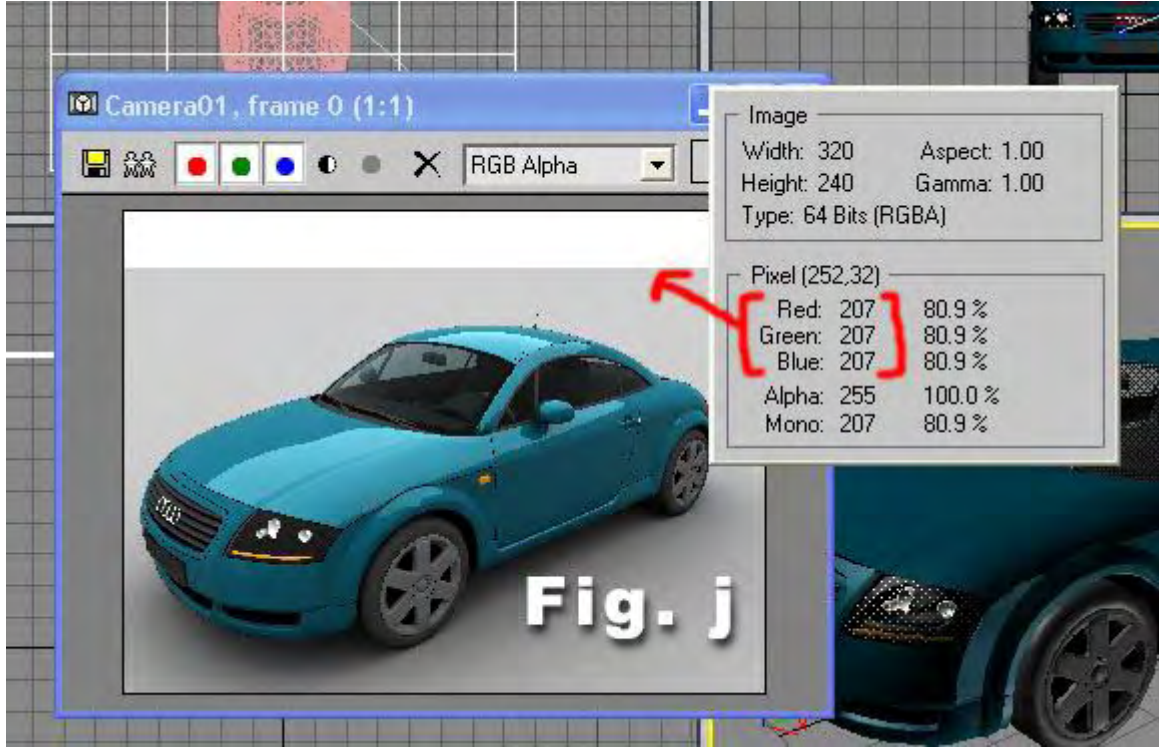 Camera01, frame 0 (1:1)
RGB Alpha
Image
Width: 320 Aspect: 1.00
Height: 240 Gamma: 1.00
Type: 64 Bits (RGBA)
Pixel (252,32)
Red: 207 80.9 %
Green: 207 80.9 %
Blue: 207 80.9 %
Alpha: 255 100.0 %
Mono: 207 80.9 %
Fig. j